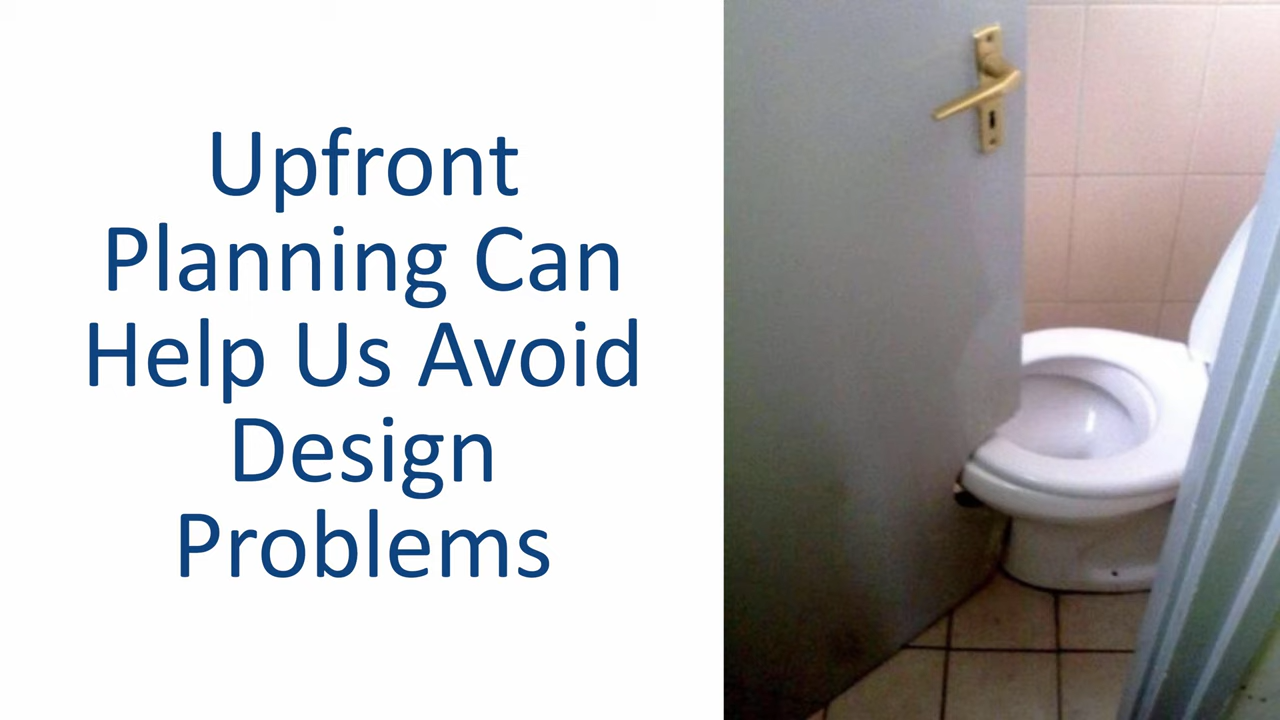 Upfront
Planning Can
Help Us Avoid
Design
Problems